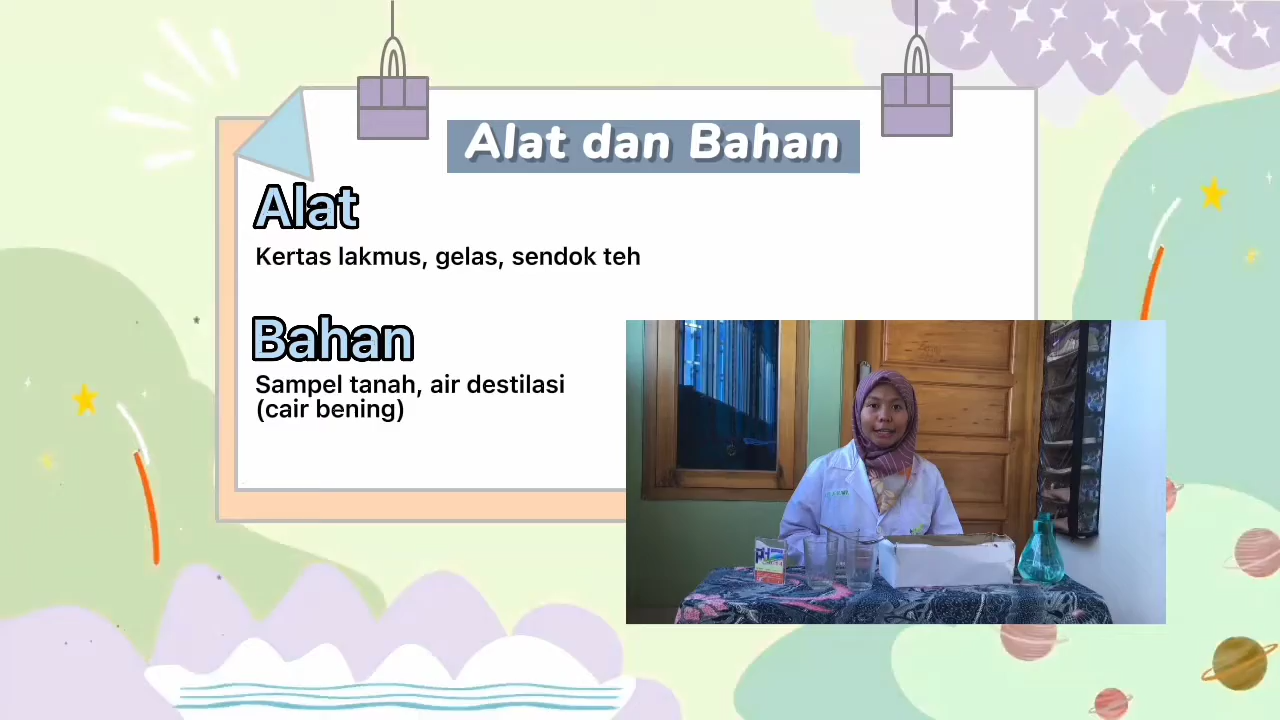 Alat dan Bahan
Alat
Kertas lakmus, gelas, sendok teh
Bahan
Sampel tanah, air destilasi
(cair bening)